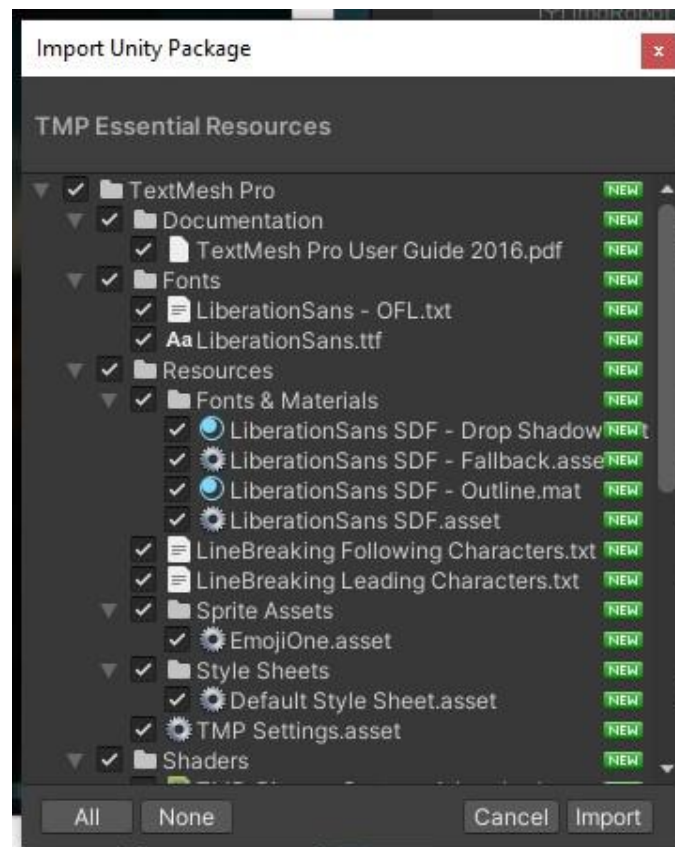 Import Unity Package
x
TMP Essential Resources
TextMesh Pro NEW
Documentation NEW
TextMesh Pro User Guide 2016.pdf NEW
Fonts NEW
LiberationSans - OFL.txt NEW
Aa LiberationSans.ttf NEW
Resources NEW
Fonts & Materials NEW
LiberationSans SDF - Drop Shadow NEW t
LiberationSans SDF - Fallback.asse NEW
LiberationSans SDF - Outline.mat NEW
LiberationSans SDF.asset NEW
LineBreaking Following Characters.txt NEW
LineBreaking Leading Characters.txt NEW
Sprite Assets NEW
EmojiOne.asset NEW
Style Sheets NEW
Default Style Sheet.asset NEW
TMP Settings.asset NEW
Shaders NEW
All None Cancel Import